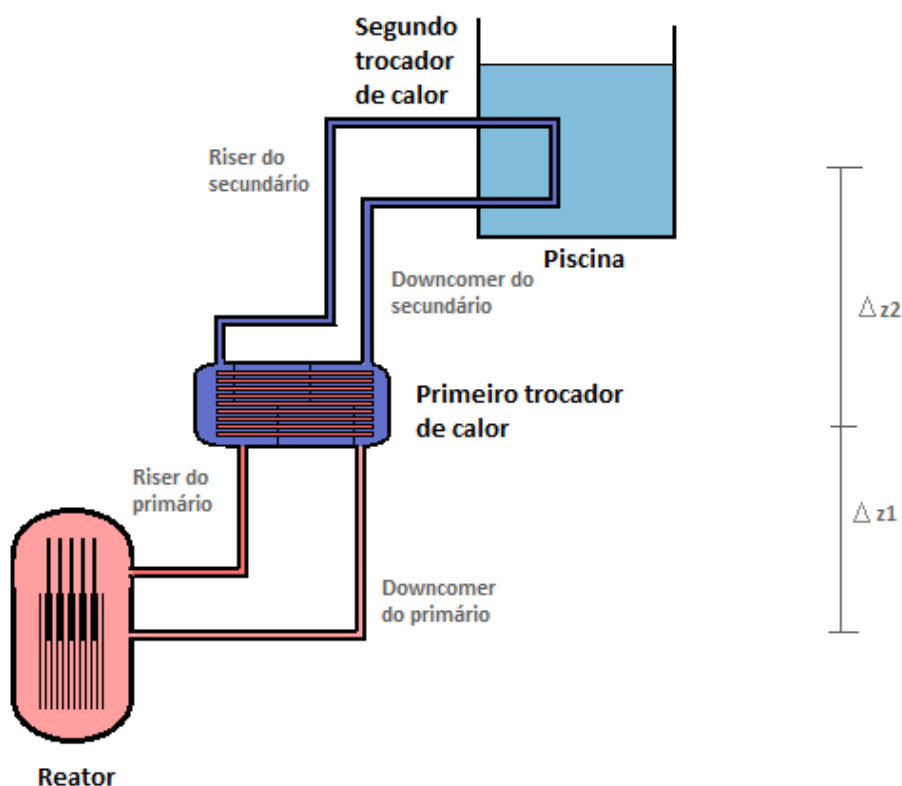 Segundo
trocador
de calor
Riser do
secundário
Piscina
Downcomer do
secundário
△ z2
Primeiro trocador
de calor
Riser do
primário
△ z1
Downcomer
do primário
Reator